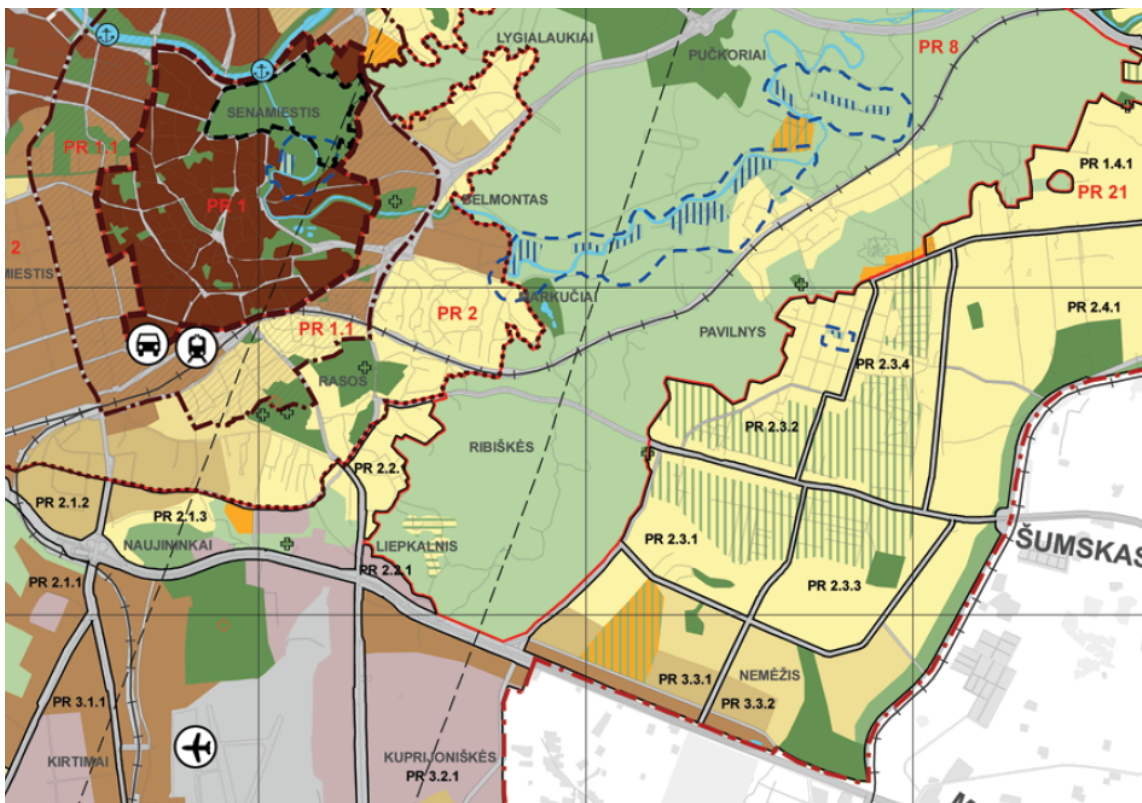 LYGIALAUKIAI
PR 8
PUČKORIAI
SENAMIESTIS
PR 1.1
PR 1.4.1
PR 21
PR 1
BELMONTAS
2
MIESTIS
MARKUČIAI
PR 2.4.1
PR 1.1
PR 2
PAVILNYS
PR 2.3.4
RASOS
PR 2.3.2
RIBIŠKĖS
PR 2.2.1
PR 2.1.2
PR 2.1.3
NAUJININKAI
LIEPKALNIS
PR 2.3.1
ŠUMSKAS
PR 2.2.1
PR 2.1.1
PR 2.3.3
NEMĖŽIS
PR 3.3.1
PR 3.1.1
PR 3.3.2
KIRTIMAI
KUPRIJONIŠKĖS
PR 3.2.1